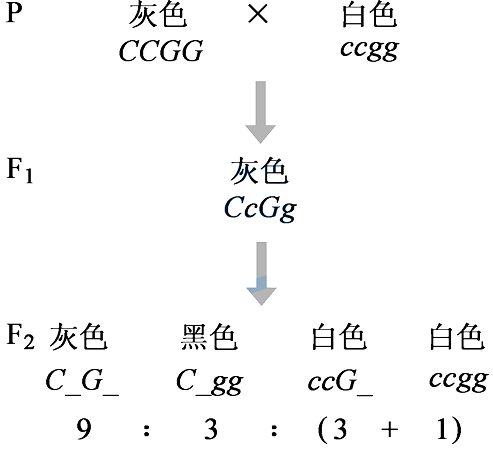 P 灰色 × 白色
CCGG ccgg
F₁ 灰色
CcGg
F₂ 灰色 黑色 白色 白色
C_G_ C_gg ccG_ ccgg
9 : 3 : (3 + 1)